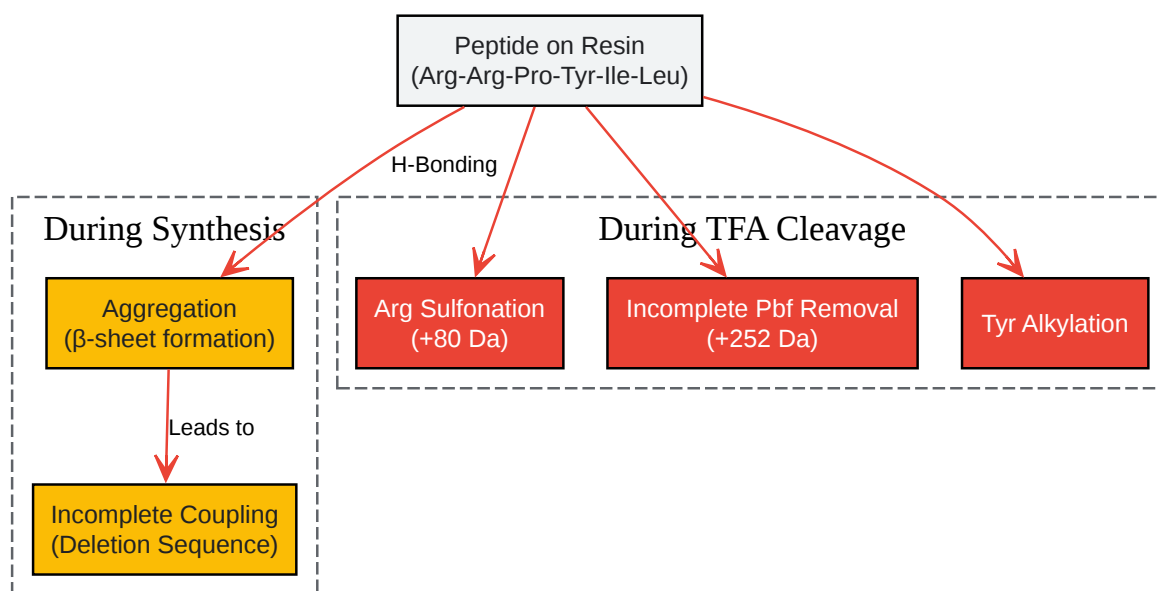 Peptide on Resin
(Arg-Arg-Pro-Tyr-Ile-Leu)
H-Bonding
During Synthesis
During TFA Cleavage
Aggregation
(β-sheet formation)
Arg Sulfonation
(+80 Da)
Incomplete Pbf Removal
(+252 Da)
Tyr Alkylation
Leads to
Incomplete Coupling
(Deletion Sequence)